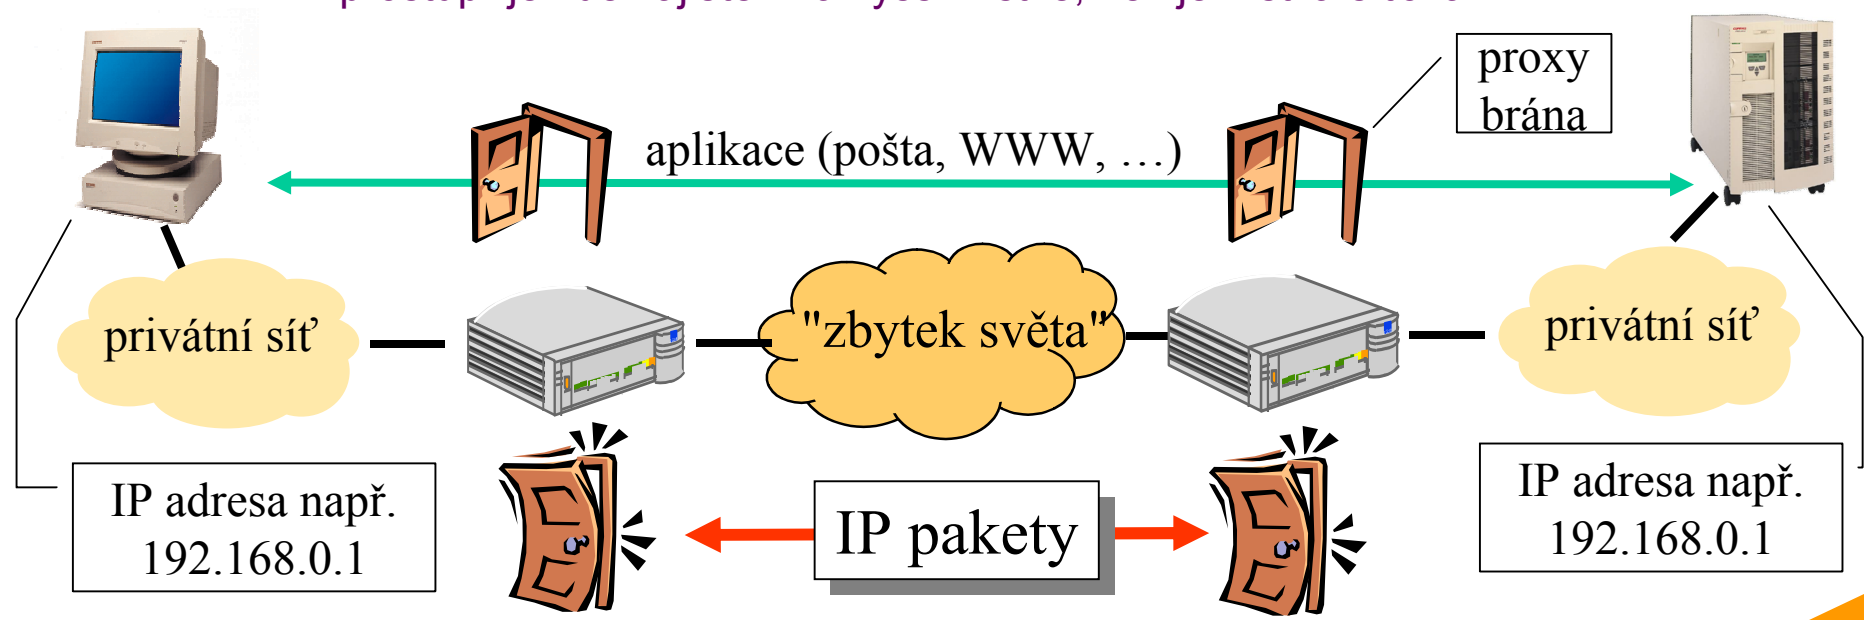 proxy
brána
aplikace (pošta, WWW, …)
privátní síť
"zbytek světa"
privátní síť
IP adresa např.
192.168.0.1
IP pakety
IP adresa např.
192.168.0.1